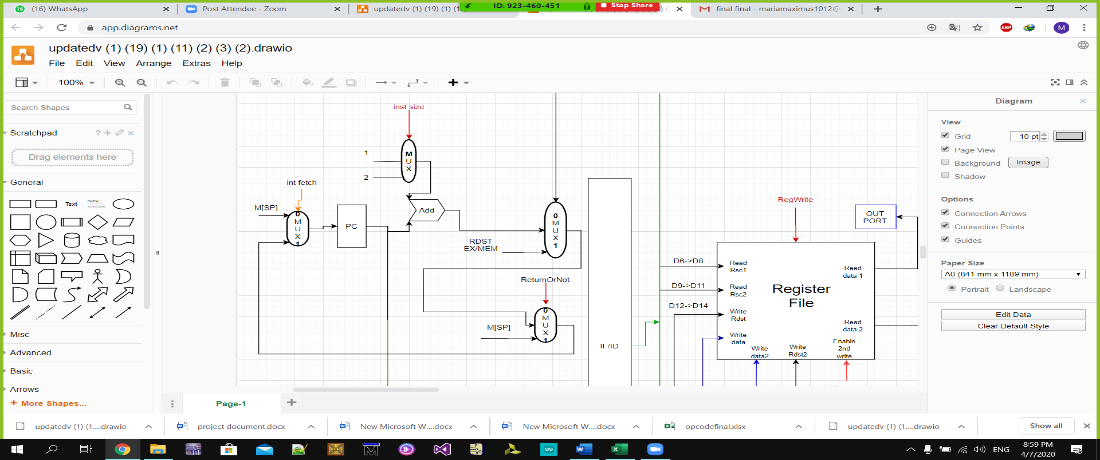 (16) WhatsApp
Post Attendee - Zoom
updatedv (1) (19) (1) (1
ID: 923-460-451
Stop Share
final final - mariamaximus1012@
app.diagrams.net
ABP
M
updatedv (1) (19) (1) (11) (2) (3) (2).drawio
File Edit View Arrange Extras Help
100%
Search Shapes
Scratchpad
Drag elements here
General
Text
Misc
Advanced
Basic
Arrows
+ More Shapes...
inst size
1
2
M
U
X
int fetch
M[SP]
0
M
U
X
1
PC
Add
RDST
EX/MEM
0
M
U
X
1
ReturnOrNot
M[SP]
0
M
U
X
1
IF/ID
RegWrite
OUT
PORT
D6->D8
D9->D11
D12->D14
Read
Rsc1
Read
Rsc2
Write
Rdst
Write
data
Register
File
Read
data 1
Read
data 2
Write
data2
Write
Rdst2
Enable
2nd
write
Diagram
View
Grid
10 pt
Page View
Background
Image
Shadow
Options
Connection Arrows
Connection Points
Guides
Paper Size
A0 (841 mm x 1189 mm)
Portrait
Landscape
Edit Data
Clear Default Style
Page-1
updatedv (1) (1....drawio
project document.docx
New Microsoft W....docx
New Microsoft W....docx
opcodefinal.xlsx
updatedv (1) (1....drawio
Show all
8:59 PM
4/7/2020